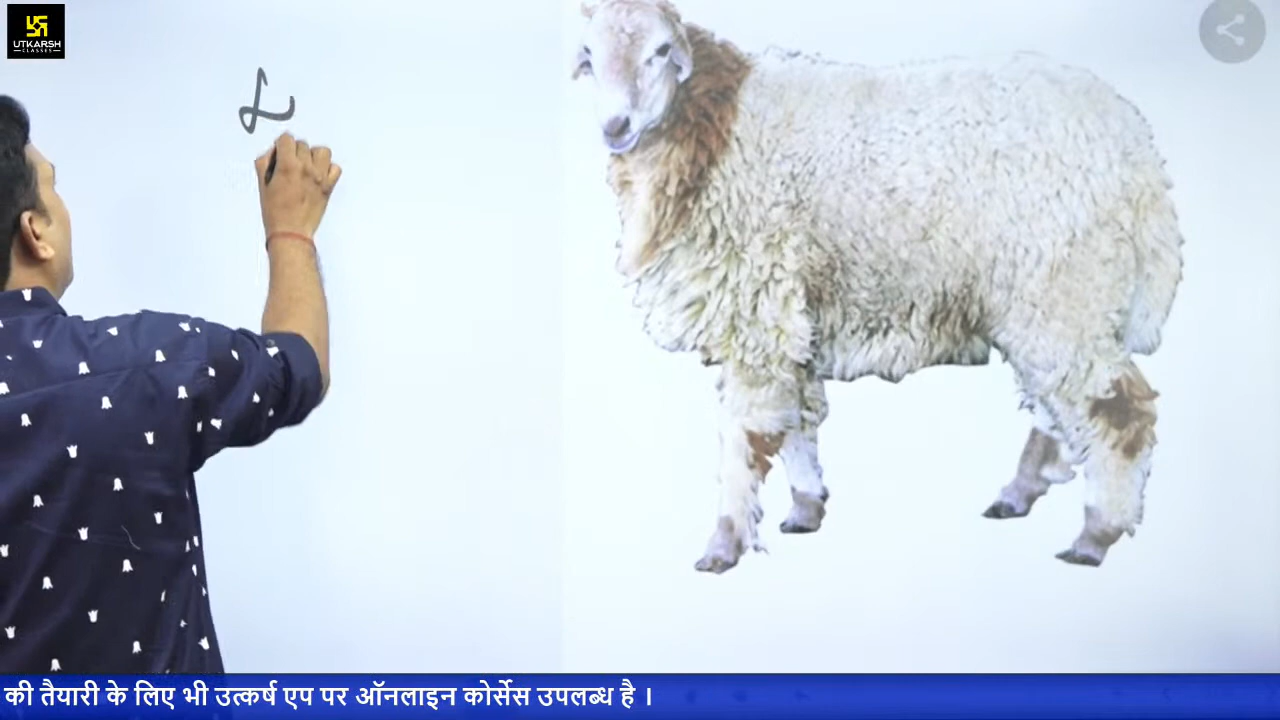 UTKARSH
CLASSES
L
की तैयारी के लिए भी उत्कर्ष एप पर ऑनलाइन कोर्सेस उपलब्ध है ।